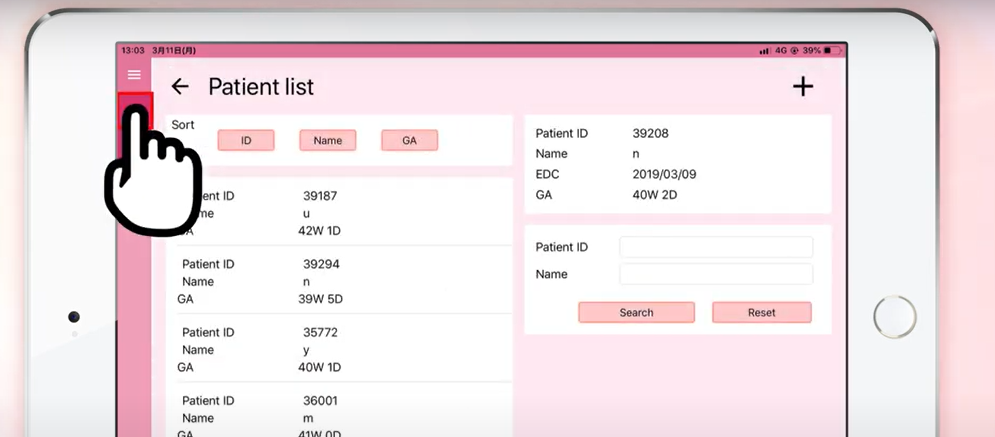 13:03 3月11日(月)
4G 39%
Patient list
Sort
ID Name GA
Patient ID 39187
Name u
GA 42W 1D
Patient ID 39294
Name n
GA 39W 5D
Patient ID 35772
Name y
GA 40W 1D
Patient ID 36001
Name m
GA 41W 0D
Patient ID 39208
Name n
EDC 2019/03/09
GA 40W 2D
Patient ID
Name
Search Reset